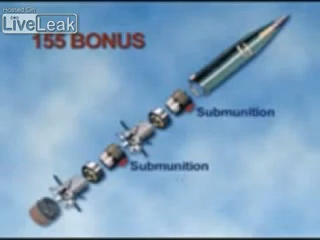 Hosted On
LiveLeak
155 BONUS
Submunition
Submunition